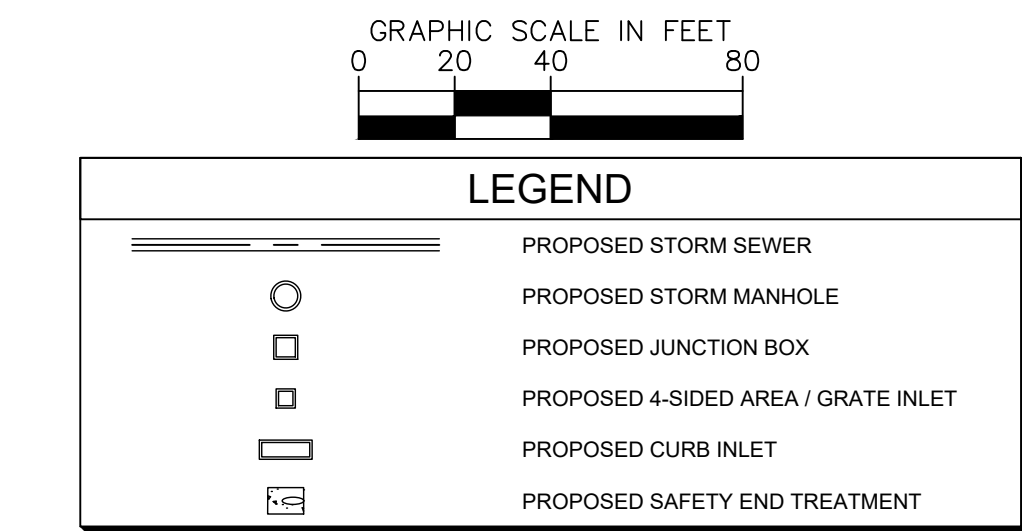 GRAPHIC SCALE IN FEET
0 20 40 80
LEGEND
PROPOSED STORM SEWER
PROPOSED STORM MANHOLE
PROPOSED JUNCTION BOX
PROPOSED 4-SIDED AREA / GRATE INLET
PROPOSED CURB INLET
PROPOSED SAFETY END TREATMENT